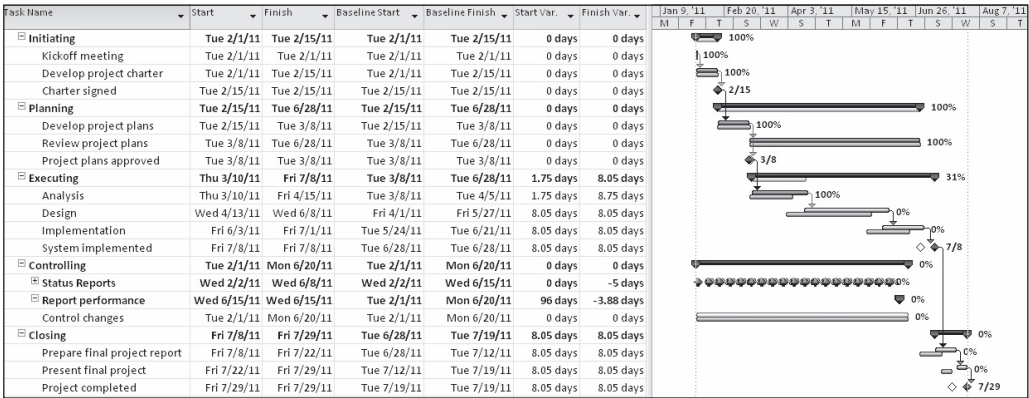 Task Name Start Finish Baseline Start Baseline Finish Start Var. Finish Var. Jan 9, '11 Feb 20, '11 Apr 3, '11 May 15, '11 Jun 26, '11 Aug 7, '11
M F T S W S T M F T S W S
Initiating Tue 2/1/11 Tue 2/15/11 Tue 2/1/11 Tue 2/15/11 0 days 0 days 100%
Kickoff meeting Tue 2/1/11 Tue 2/1/11 Tue 2/1/11 Tue 2/1/11 0 days 0 days 100%
Develop project charter Tue 2/1/11 Tue 2/15/11 Tue 2/1/11 Tue 2/15/11 0 days 0 days 100%
Charter signed Tue 2/15/11 Tue 2/15/11 Tue 2/15/11 Tue 2/15/11 0 days 0 days 2/15
Planning Tue 2/15/11 Tue 6/28/11 Tue 2/15/11 Tue 6/28/11 0 days 0 days 100%
Develop project plans Tue 2/15/11 Tue 3/8/11 Tue 2/15/11 Tue 3/8/11 0 days 0 days 100%
Review project plans Tue 3/8/11 Tue 6/28/11 Tue 3/8/11 Tue 6/28/11 0 days 0 days 100%
Project plans approved Tue 3/8/11 Tue 3/8/11 Tue 3/8/11 Tue 3/8/11 0 days 0 days 3/8
Executing Thu 3/10/11 Fri 7/8/11 Tue 3/8/11 Tue 6/28/11 1.75 days 8.05 days 31%
Analysis Thu 3/10/11 Fri 4/15/11 Tue 3/8/11 Tue 4/5/11 1.75 days 8.75 days 100%
Design Wed 4/13/11 Wed 6/8/11 Fri 4/1/11 Fri 5/27/11 8.05 days 8.05 days 0%
Implementation Fri 6/3/11 Fri 7/1/11 Tue 5/24/11 Tue 6/21/11 8.05 days 8.05 days 0%
System implemented Fri 7/8/11 Fri 7/8/11 Tue 6/28/11 Tue 6/28/11 8.05 days 8.05 days 7/8
Controlling Tue 2/1/11 Mon 6/20/11 Tue 2/1/11 Mon 6/20/11 0 days 0 days 0%
Status Reports Wed 2/2/11 Wed 6/8/11 Wed 2/2/11 Wed 6/15/11 0 days -5 days 0%
Report performance Wed 6/15/11 Wed 6/15/11 Tue 2/1/11 Mon 6/20/11 96 days -3.88 days 0%
Control changes Tue 2/1/11 Mon 6/20/11 Tue 2/1/11 Mon 6/20/11 0 days 0 days 0%
Closing Fri 7/8/11 Fri 7/29/11 Tue 6/28/11 Tue 7/19/11 8.05 days 8.05 days 0%
Prepare final project report Fri 7/8/11 Fri 7/22/11 Tue 6/28/11 Tue 7/12/11 8.05 days 8.05 days 0%
Present final project Fri 7/22/11 Fri 7/29/11 Tue 7/12/11 Tue 7/19/11 8.05 days 8.05 days 0%
Project completed Fri 7/29/11 Fri 7/29/11 Tue 7/19/11 Tue 7/19/11 8.05 days 8.05 days 7/29